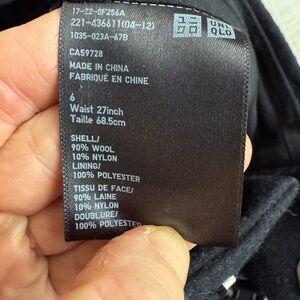 17-22-0F256A
221-436611(04-12)
1035-023A-67B
ユニクロ
UNI
QLO
CA59728
MADE IN CHINA
FABRIQUÉ EN CHINE
6
Waist 27inch
Taille 68.5cm
SHELL/
90% WOOL
10% NYLON
LINING/
100% POLYESTER
TISSU DE FACE/
90% LAINE
10% NYLON
DOUBLURE/
100% POLYESTER